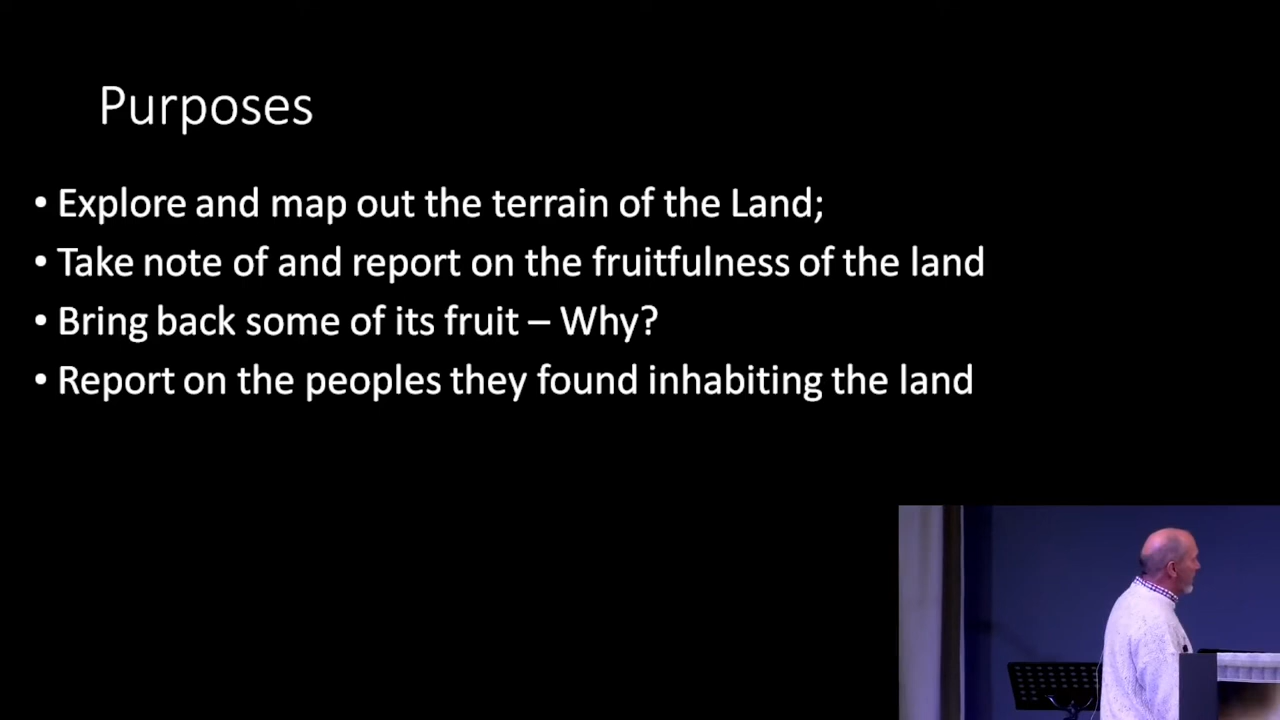 Purposes
• Explore and map out the terrain of the Land;
• Take note of and report on the fruitfulness of the land
• Bring back some of its fruit – Why?
• Report on the peoples they found inhabiting the land